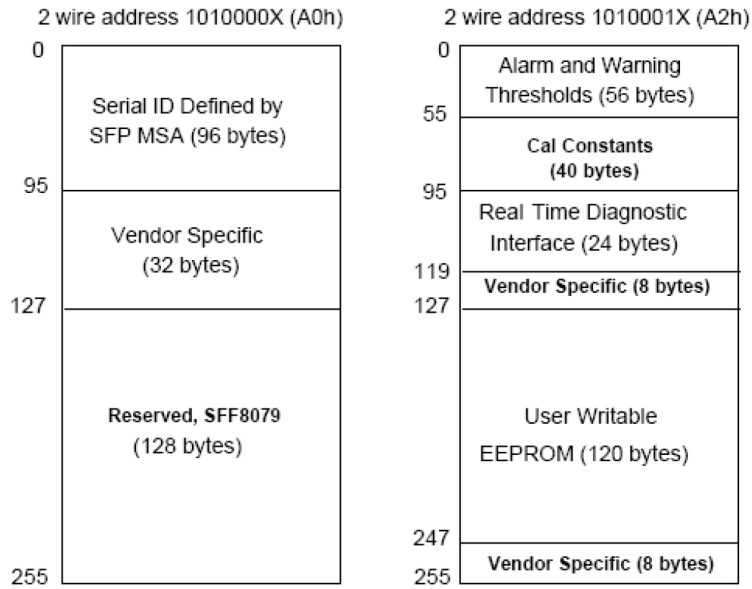 2 wire address 1010000X (A0h)
0
Serial ID Defined by
SFP MSA (96 bytes)
95
Vendor Specific
(32 bytes)
127
Reserved, SFF8079
(128 bytes)
255
2 wire address 1010001X (A2h)
0
Alarm and Warning
Thresholds (56 bytes)
55
Cal Constants
(40 bytes)
95
Real Time Diagnostic
Interface (24 bytes)
119
Vendor Specific (8 bytes)
127
User Writable
EEPROM (120 bytes)
247
Vendor Specific (8 bytes)
255